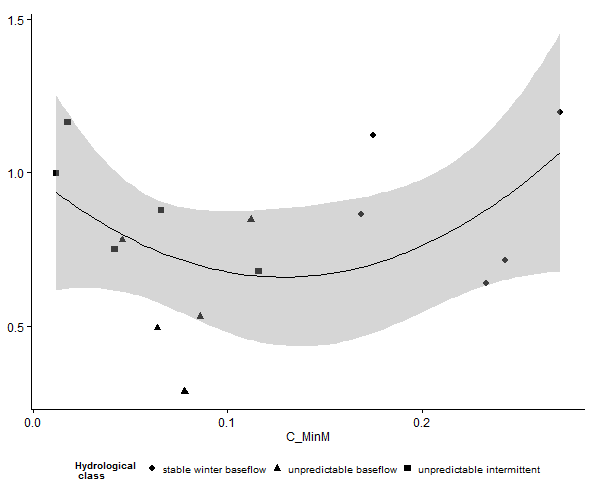 1.5
1.0
0.5
0.0 0.1 0.2
C_MinM
Hydrological
class
stable winter baseflow unpredictable baseflow unpredictable intermittent